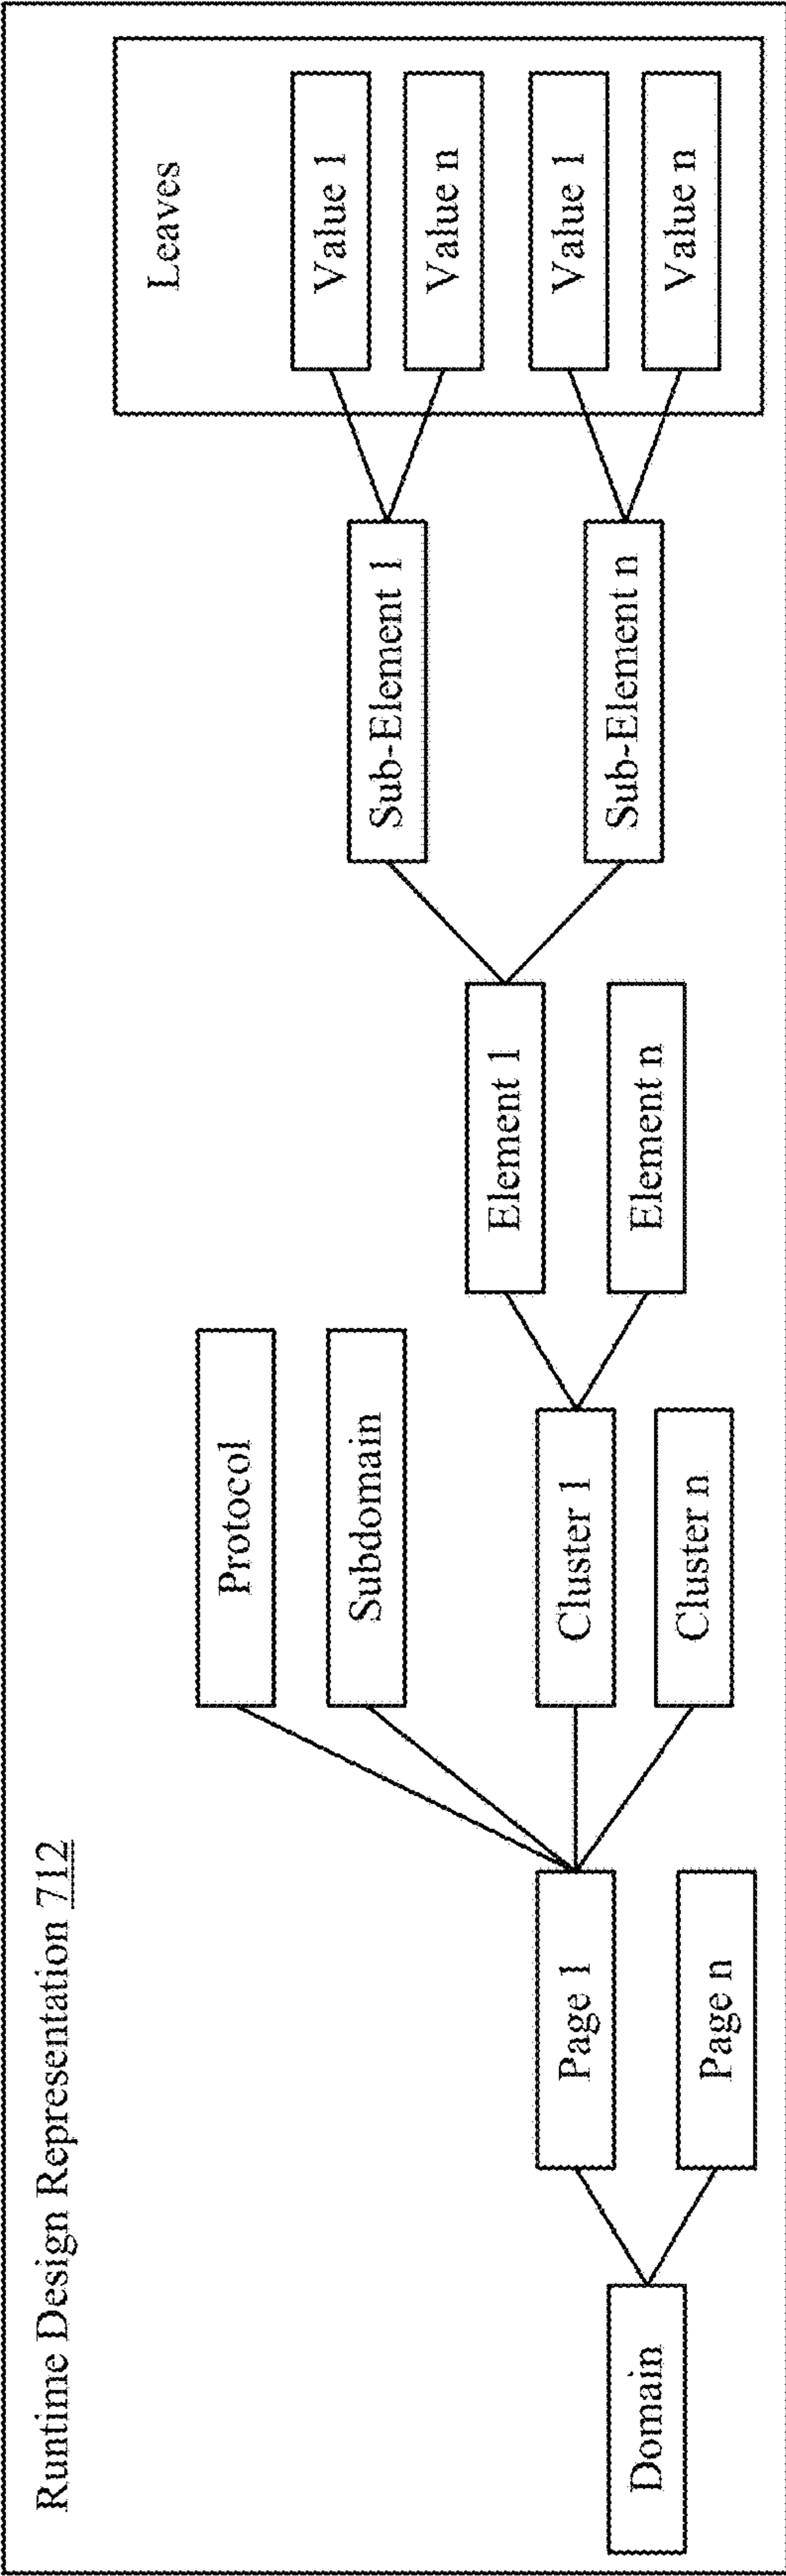 Runtime Design Representation 712
Domain
Page 1
Page n
Protocol
Subdomain
Cluster 1
Cluster n
Element 1
Element n
Sub-Element 1
Sub-Element n
Leaves
Value 1
Value n
Value 1
Value n